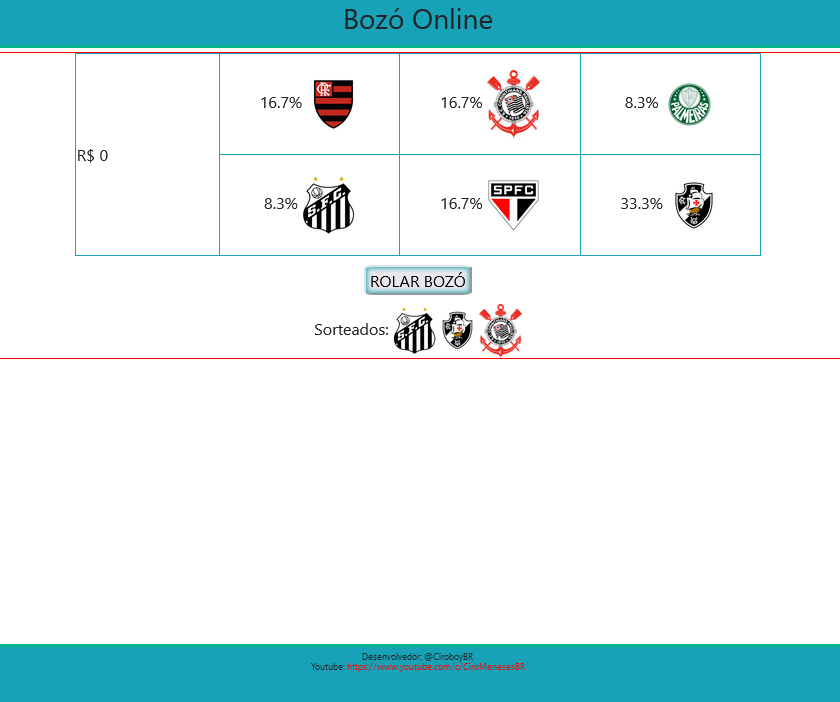 Bozó Online
R$ 0
16.7% CRF
16.7%
8.3% PALMEIRAS
8.3% S.F.C.
16.7% SPFC
33.3%
ROLAR BOZÓ
Sorteados: S.F.C.
Desenvolvedor: @CiroboyBR
Youtube: https://www.youtube.com/c/CiroMenesesBR